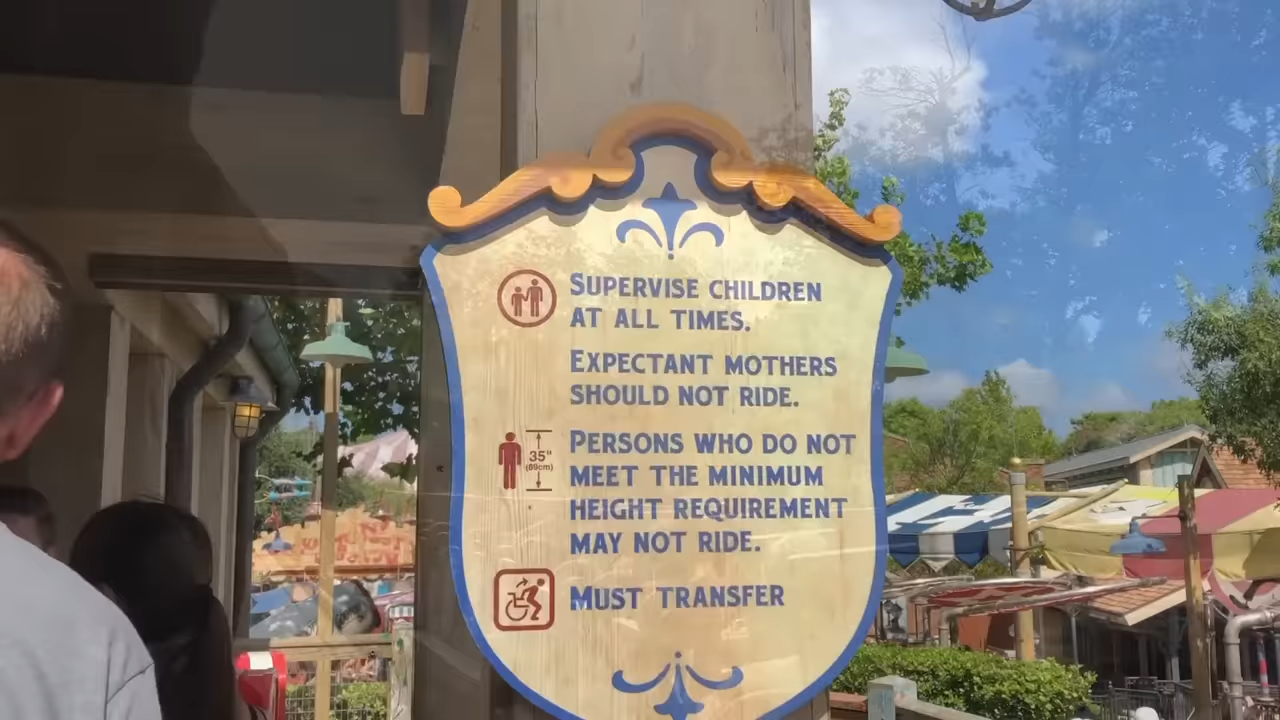 SUPERVISE CHILDREN
AT ALL TIMES.
EXPECTANT MOTHERS
SHOULD NOT RIDE.
35"
(89cm)
PERSONS WHO DO NOT
MEET THE MINIMUM
HEIGHT REQUIREMENT
MAY NOT RIDE.
MUST TRANSFER